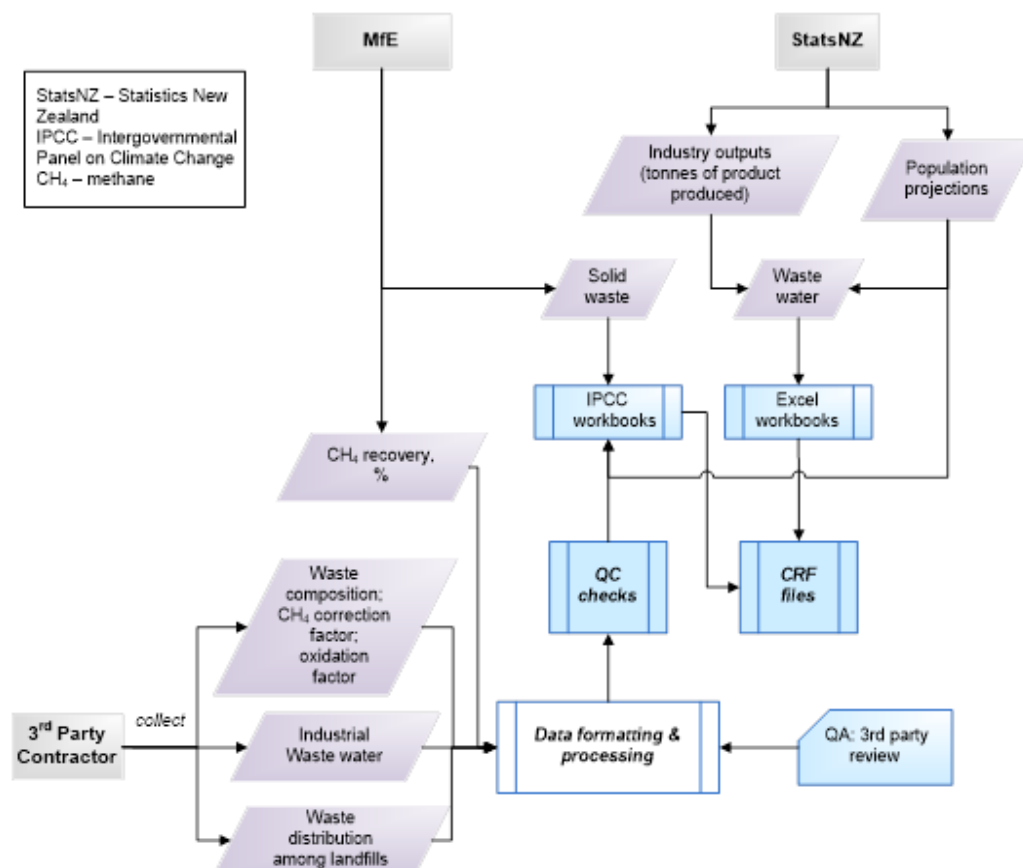 MfE
StatsNZ
StatsNZ – Statistics New
Zealand
IPCC – Intergovernmental
Panel on Climate Change
CH₄ – methane
Industry outputs
(tonnes of product
produced)
Population
projections
Solid
waste
Waste
water
IPCC
workbooks
Excel
workbooks
CH₄ recovery,
%
QC
checks
CRF
files
Waste
composition;
CH₄ correction
factor;
oxidation
factor
3rd Party
Contractor
collect
Industrial
Waste water
Data formatting &
processing
QA: 3rd party
review
Waste
distribution
among landfills